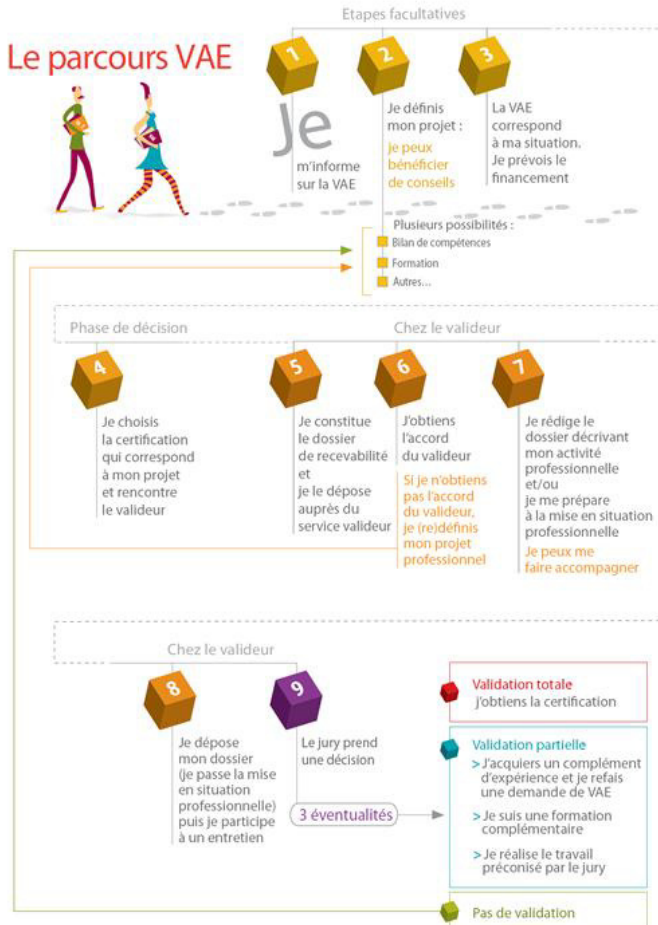 Etapes facultatives
Le parcours VAE
1
2
3
Je
m'informe
sur la VAE
Je définis
mon projet :
je peux
bénéficier
de conseils
La VAE
correspond
à ma situation.
Je prévois le
financement
Plusieurs possibilités :
Bilan de compétences
Formation
Autres...
Phase de décision
Chez le valideur
4
5
6
7
Je choisis
la certification
qui correspond
à mon projet
et rencontre
le valideur
Je constitue
le dossier
de recevabilité
et
je le dépose
auprès du
service valideur
J'obtiens
l'accord
du valideur
Si je n'obtiens
pas l'accord
du valideur,
je (re)définis
mon projet
professionnel
Je rédige le
dossier décrivant
mon activité
professionnelle
et/ou
je me prépare
à la mise en situation
professionnelle
Je peux me
faire accompagner
Chez le valideur
8
9
Je dépose
mon dossier
(je passe la mise
en situation
professionnelle)
puis je participe
à un entretien
Le jury prend
une décision
3 éventualités
Validation totale
j'obtiens la certification
Validation partielle
> J'acquiers un complément
d'expérience et je refais
une demande de VAE
> Je suis une formation
complémentaire
> Je réalise le travail
préconisé par le jury
Pas de validation